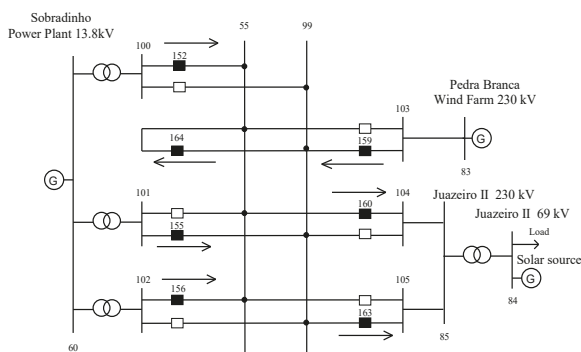 Sobradinho
Power Plant 13.8kV
55
99
100
152
Pedra Branca
Wind Farm 230 kV
103
164
159
G
83
G
101
160
104
Juazeiro II 230 kV
Juazeiro II 69 kV
155
Load
Solar source
G
102
156
105
163
84
60
85